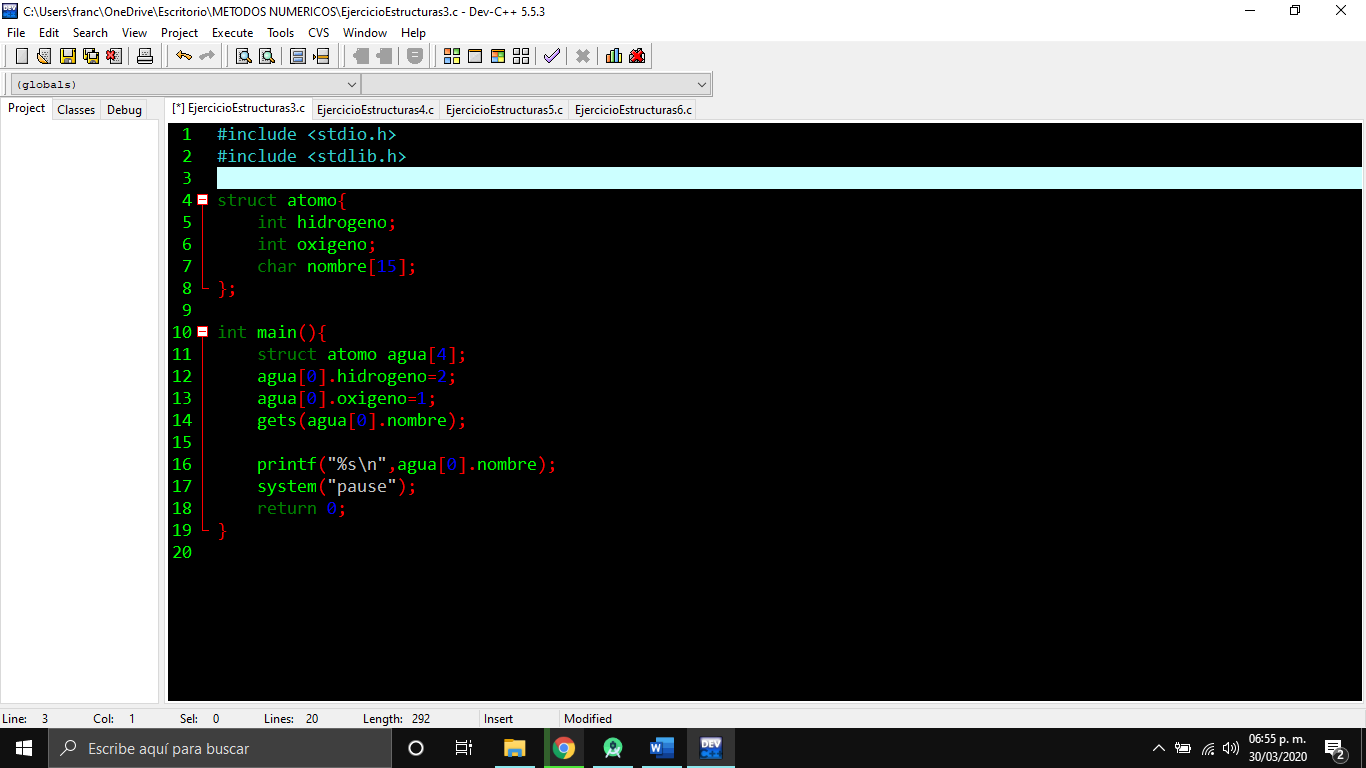 C:\Users\franc\OneDrive\Escritorio\METODOS NUMERICOS\EjercicioEstructuras3.c - Dev-C++ 5.5.3
File Edit Search View Project Execute Tools CVS Window Help
(globals)
Project Classes Debug
[*] EjercicioEstructuras3.c EjercicioEstructuras4.c EjercicioEstructuras5.c EjercicioEstructuras6.c
1 #include <stdio.h>
2 #include <stdlib.h>
3
4 struct atomo{
5 int hidrogeno;
6 int oxigeno;
7 char nombre[15];
8 };
9
10 int main(){
11 struct atomo agua[4];
12 agua[0].hidrogeno=2;
13 agua[0].oxigeno=1;
14 gets(agua[0].nombre);
15
16 printf("%s\n",agua[0].nombre);
17 system("pause");
18 return 0;
19 }
20
Line: 3 Col: 1 Sel: 0 Lines: 20 Length: 292 Insert Modified
Escribe aquí para buscar
DEV C++
06:55 p. m.
30/03/2020
2